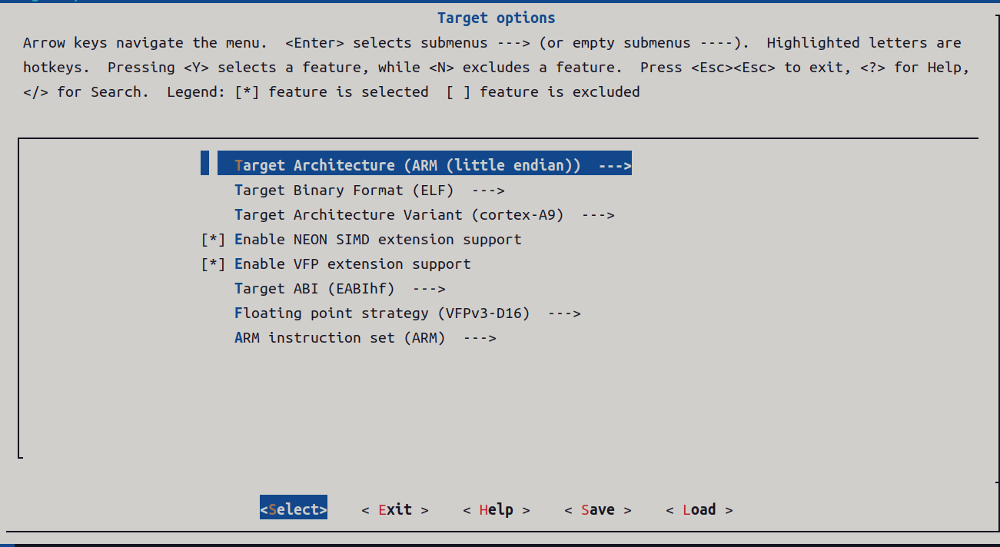 Target options
Arrow keys navigate the menu.  <Enter> selects submenus ---> (or empty submenus ----).  Highlighted letters are
hotkeys.  Pressing <Y> selects a feature, while <N> excludes a feature.  Press <Esc><Esc> to exit, <?> for Help,
</> for Search.  Legend: [*] feature is selected  [ ] feature is excluded
Target Architecture (ARM (little endian))  --->
Target Binary Format (ELF)  --->
Target Architecture Variant (cortex-A9)  --->
[*] Enable NEON SIMD extension support
[*] Enable VFP extension support
Target ABI (EABIhf)  --->
Floating point strategy (VFPv3-D16)  --->
ARM instruction set (ARM)  --->
<Select>    < Exit >    < Help >    < Save >    < Load >